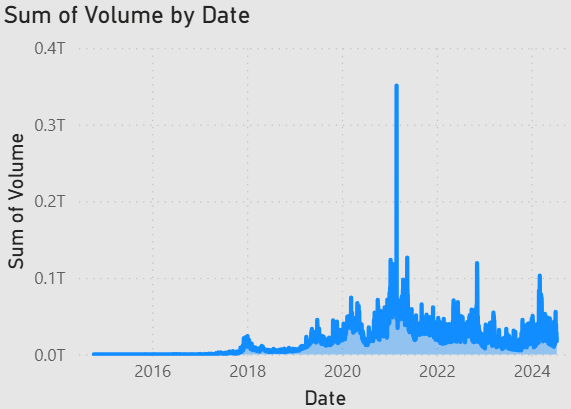 Sum of Volume by Date
0.4T
0.3T
0.2T
0.1T
0.0T
Sum of Volume
2016 2018 2020 2022 2024
Date